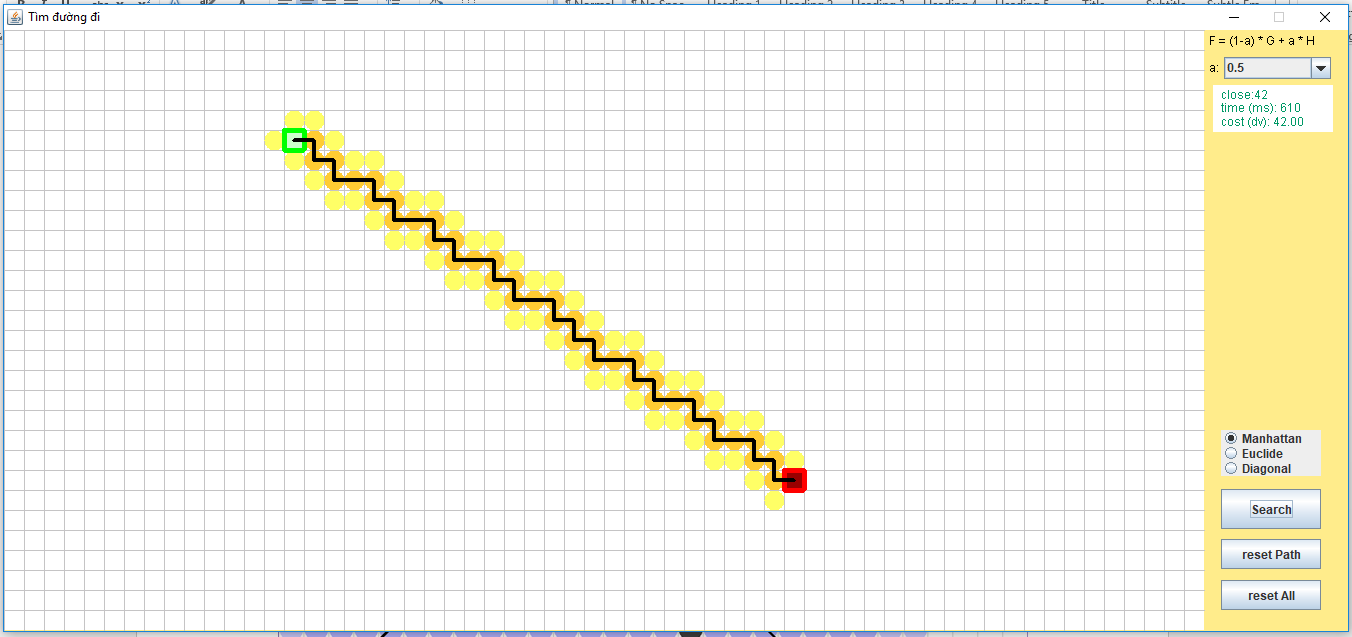 Tìm đường đi
F = (1-a) * G + a * H
a: 0.5
close:42
time (ms): 610
cost (dv): 42.00
Manhattan
Euclide
Diagonal
Search
reset Path
reset All